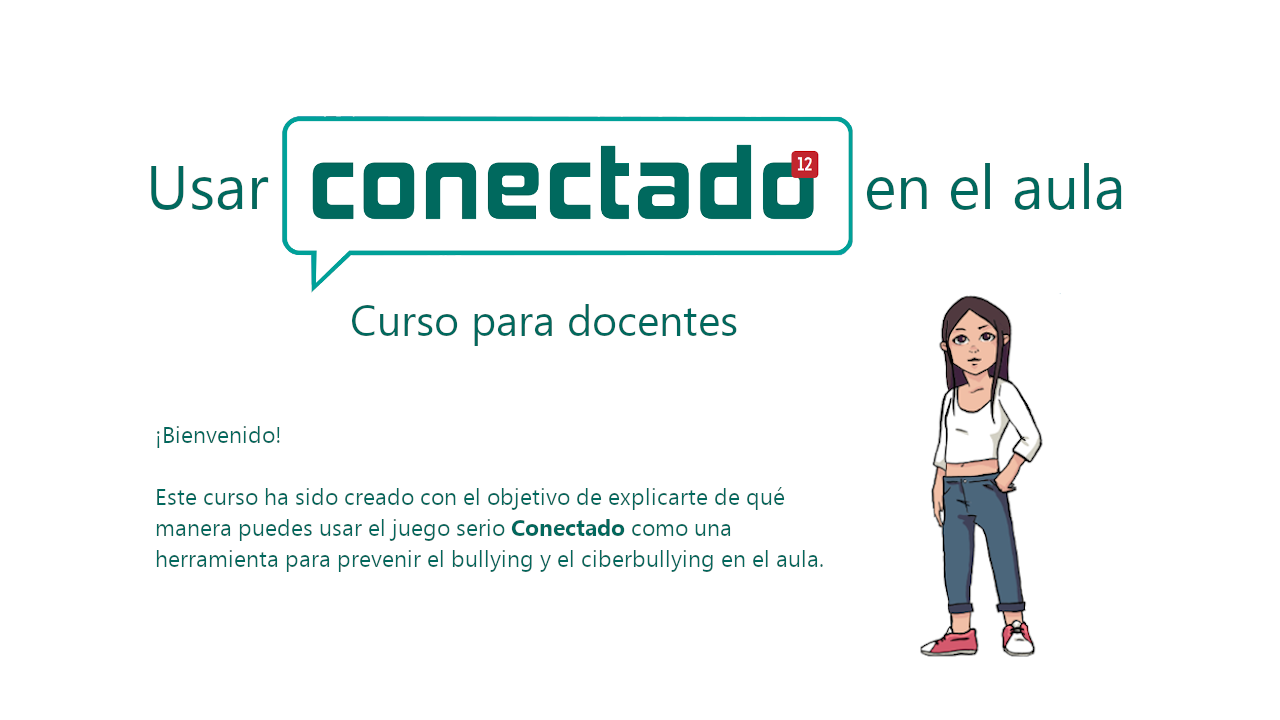 Usar conectado 12 en el aula
Curso para docentes
¡Bienvenido!
Este curso ha sido creado con el objetivo de explicarte de qué
manera puedes usar el juego serio Conectado como una
herramienta para prevenir el bullying y el ciberbullying en el aula.